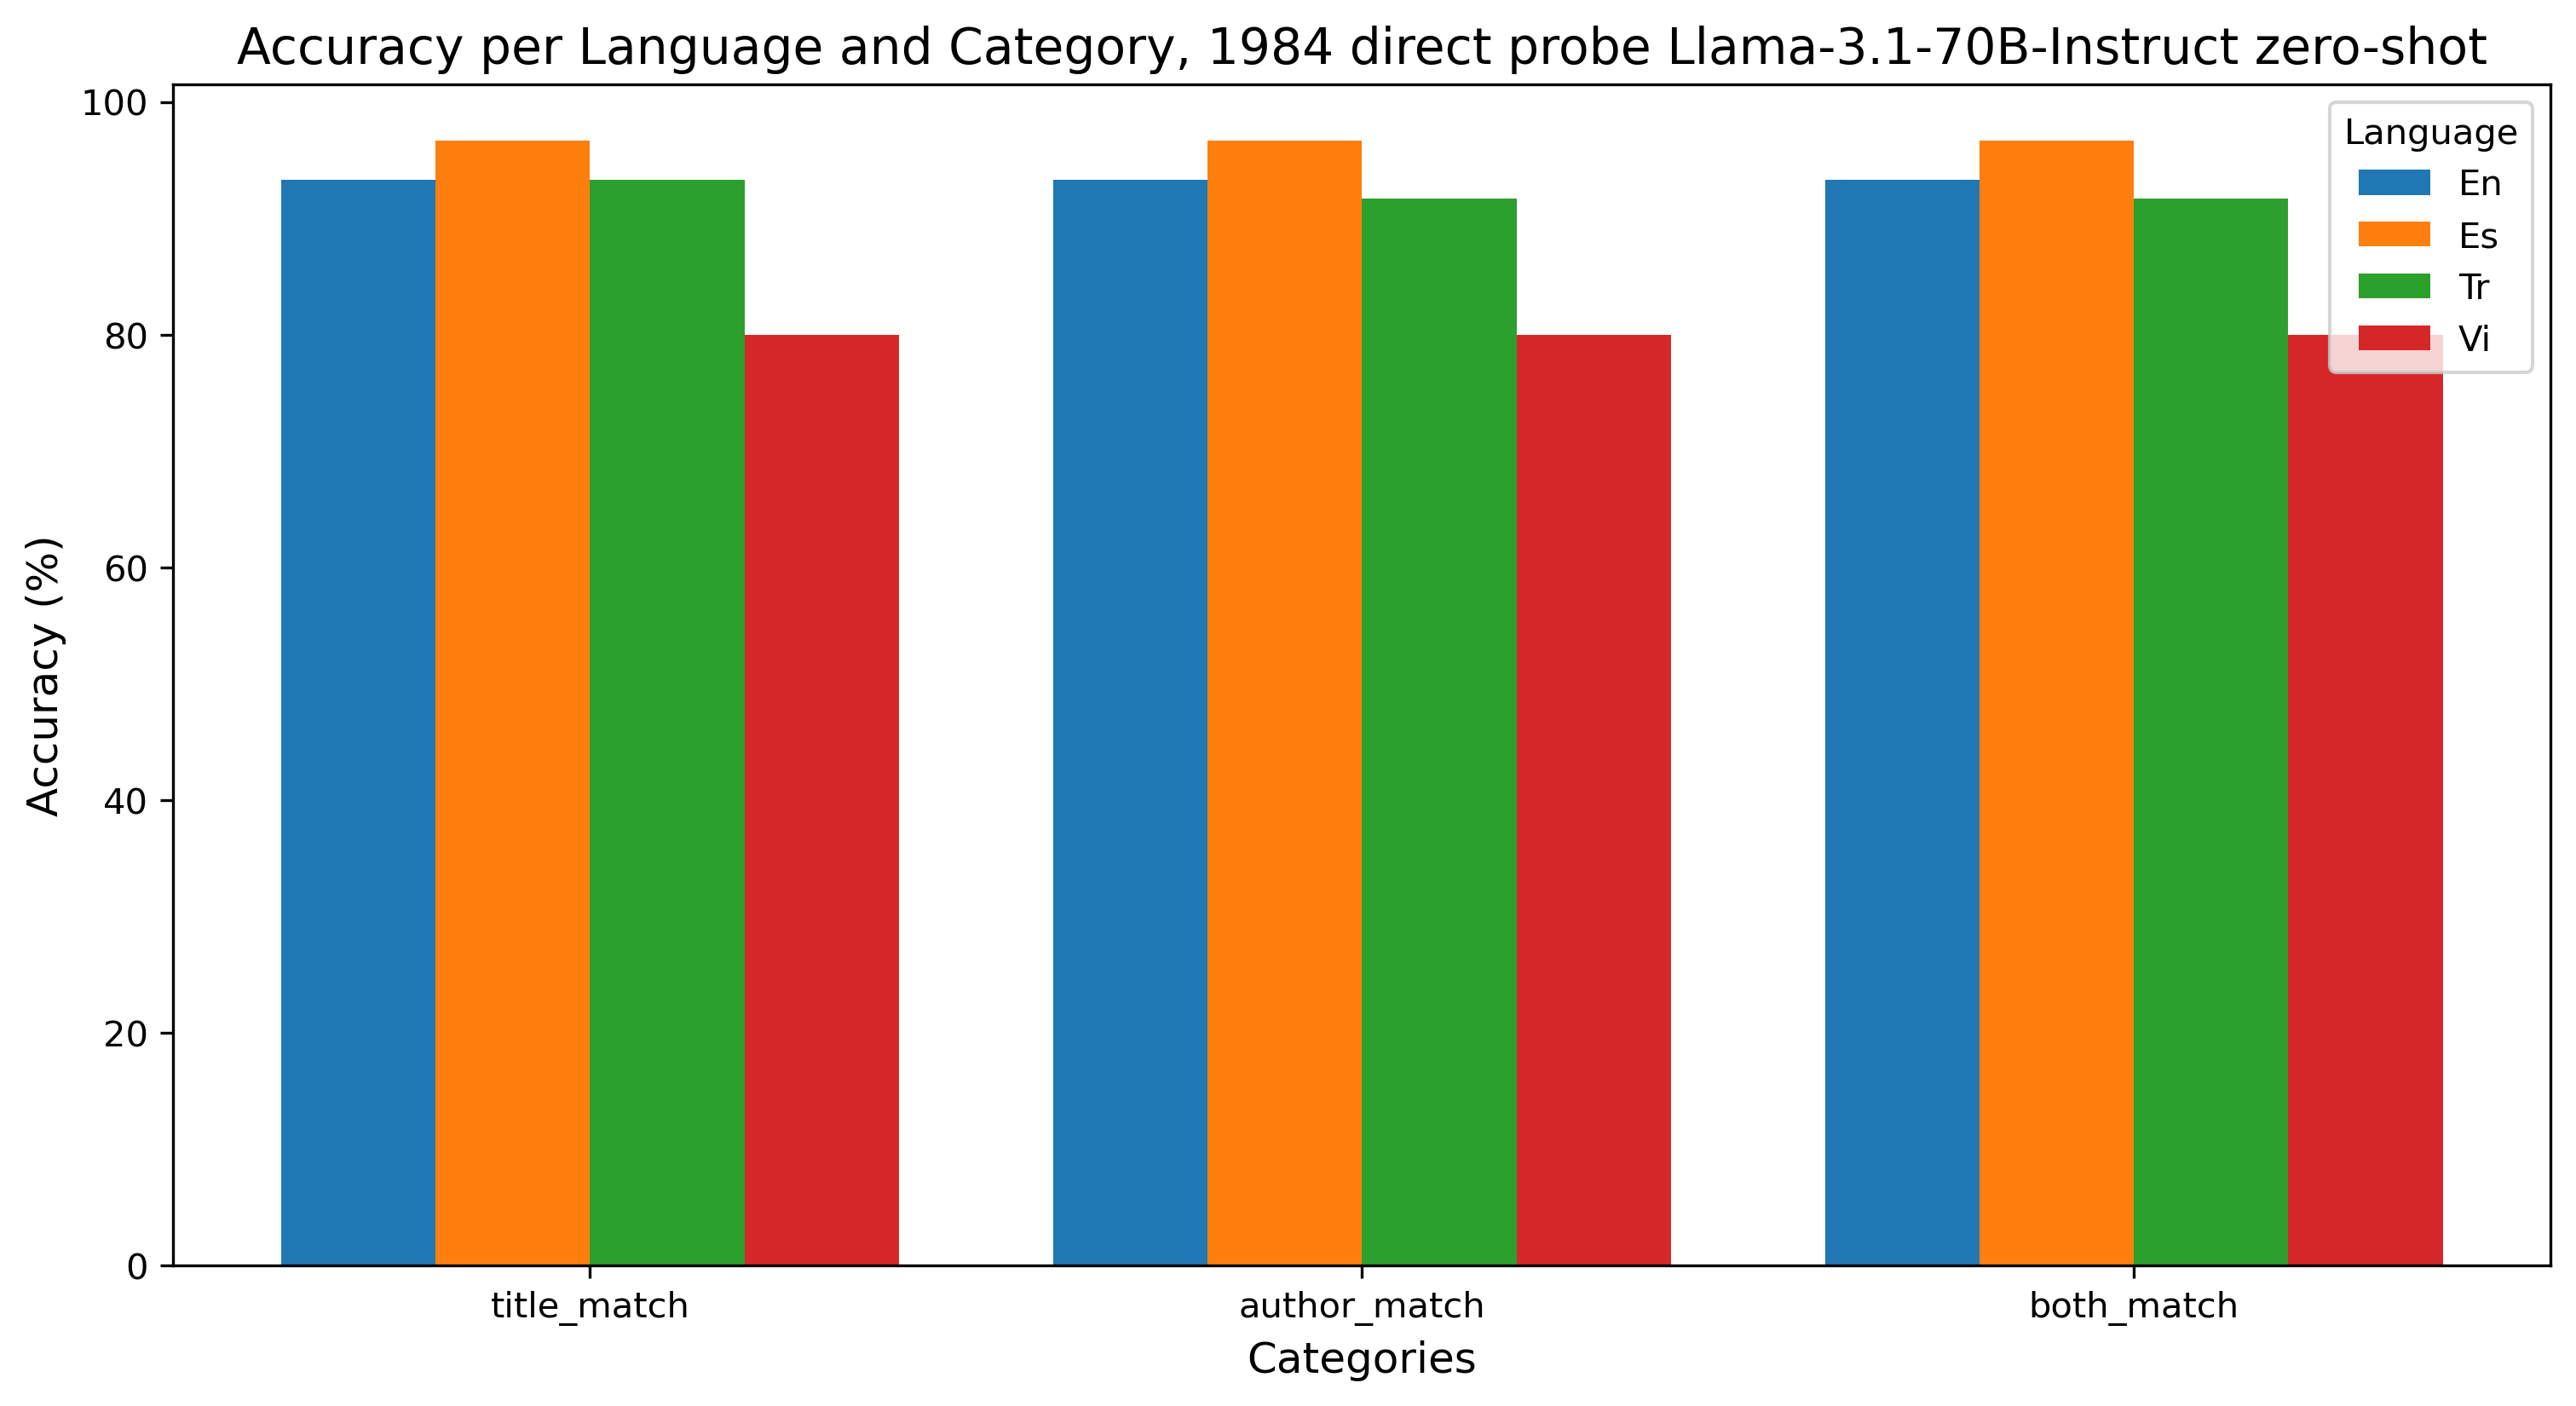 Accuracy per Language and Category, 1984 direct probe Llama-3.1-70B-Instruct zero-shot
Accuracy (%)
100
80
60
40
20
0
Language
En
Es
Tr
Vi
title_match
author_match
both_match
Categories